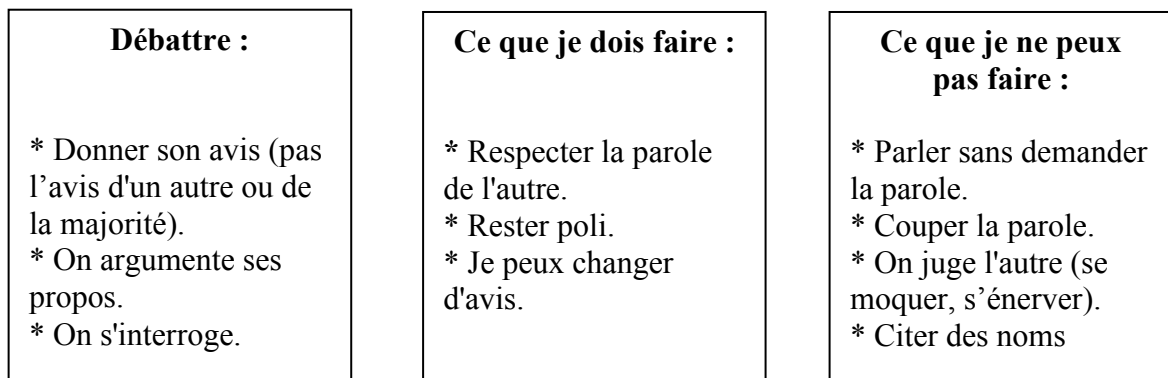 Débattre :
* Donner son avis (pas
l’avis d'un autre ou de
la majorité).
* On argumente ses
propos.
* On s'interroge.
Ce que je dois faire :
* Respecter la parole
de l'autre.
* Rester poli.
* Je peux changer
d'avis.
Ce que je ne peux
pas faire :
* Parler sans demander
la parole.
* Couper la parole.
* On juge l'autre (se
moquer, s’énerver).
* Citer des noms